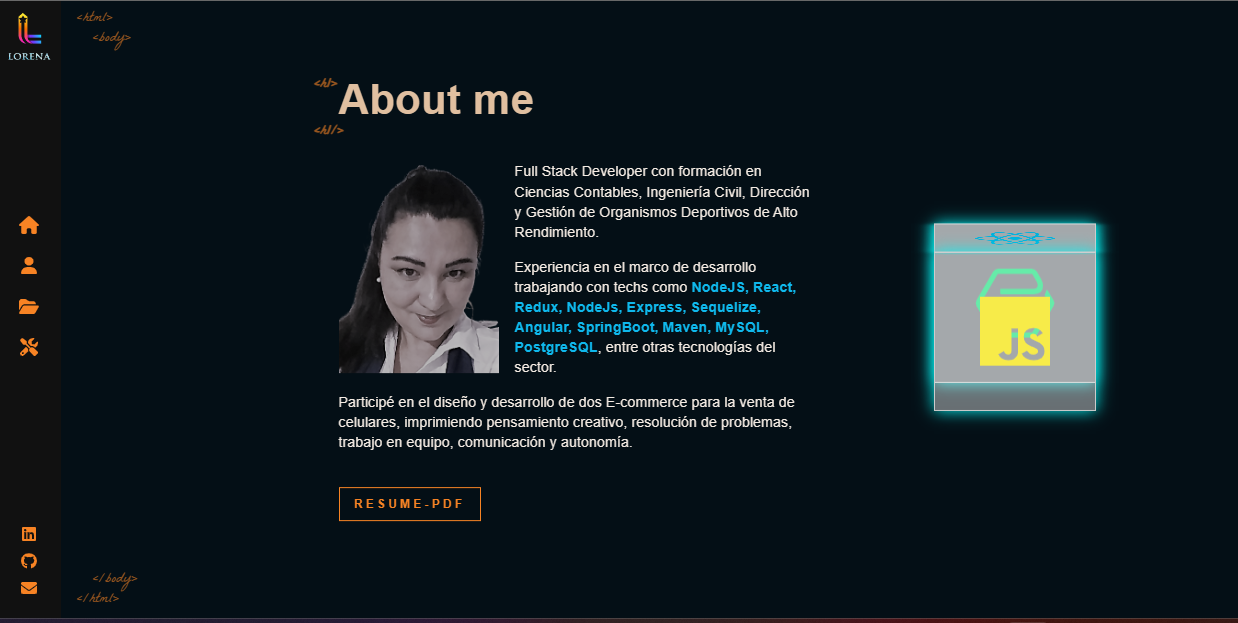 LORENA
<html>
<body>
<h1>
About me
<h1/>
Full Stack Developer con formación en
Ciencias Contables, Ingeniería Civil, Dirección
y Gestión de Organismos Deportivos de Alto
Rendimiento.
Experiencia en el marco de desarrollo
trabajando con techs como NodeJS, React,
Redux, NodeJs, Express, Sequelize,
Angular, SpringBoot, Maven, MySQL,
PostgreSQL, entre otras tecnologías del
sector.
Participé en el diseño y desarrollo de dos E-commerce para la venta de
celulares, imprimiendo pensamiento creativo, resolución de problemas,
trabajo en equipo, comunicación y autonomía.
RESUME-PDF
JS
</body>
</html>